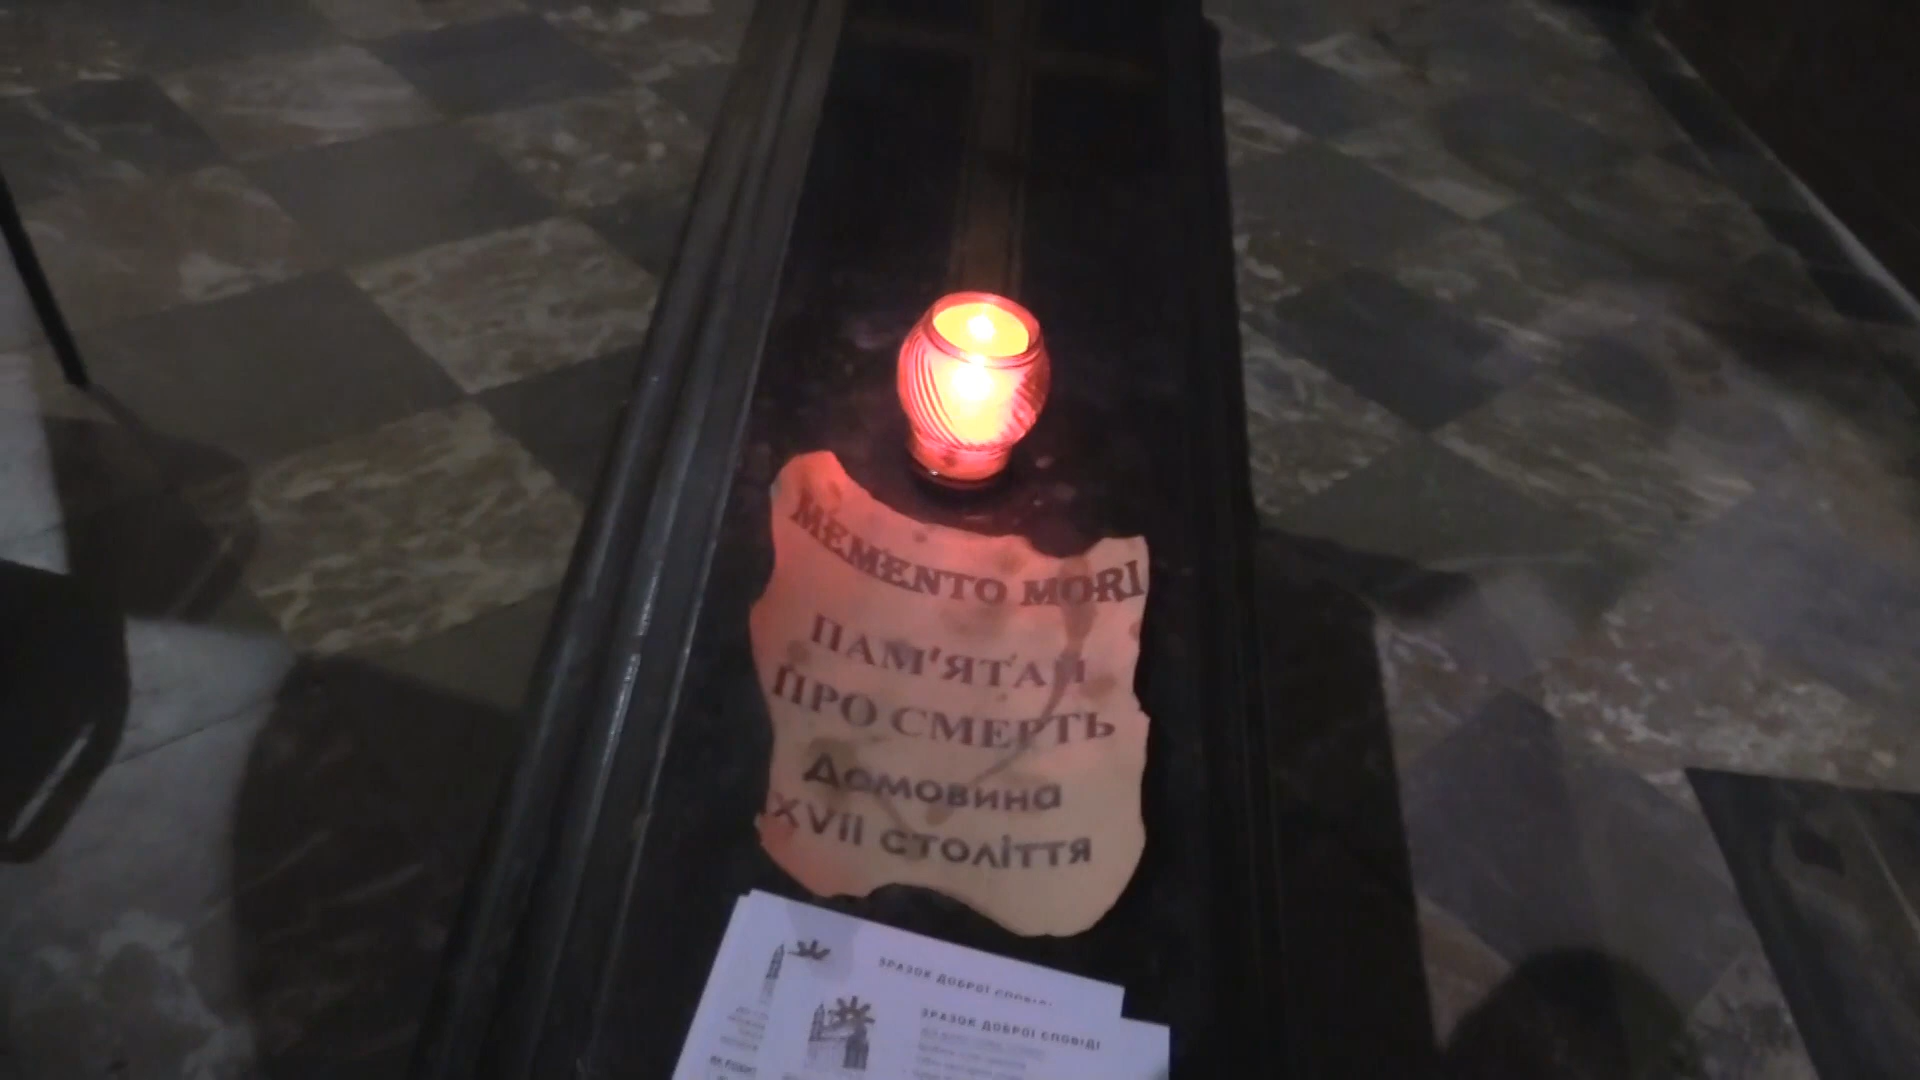 MEMENTO MORI
ПАМ'ЯТАЙ
ПРО СМЕРТЬ
Домовина
XVII століття
ЗРАЗОК ДОБРОЇ СПОВІДІ
ЗРАЗОК ДОБРОЇ СПОВІДІ